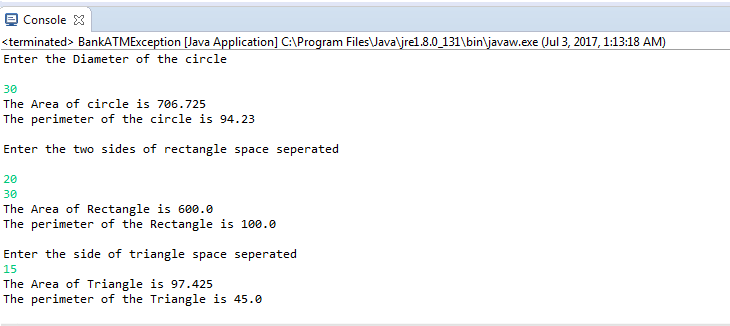 Console
<terminated> BankATMException [Java Application] C:\Program Files\Java\jre1.8.0_131\bin\javaw.exe (Jul 3, 2017, 1:13:18 AM)
Enter the Diameter of the circle
30
The Area of circle is 706.725
The perimeter of the circle is 94.23
Enter the two sides of rectangle space seperated
20
30
The Area of Rectangle is 600.0
The perimeter of the Rectangle is 100.0
Enter the side of triangle space seperated
15
The Area of Triangle is 97.425
The perimeter of the Triangle is 45.0